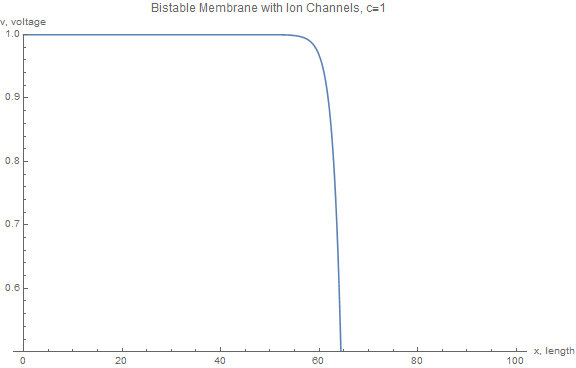 Bistable Membrane with Ion Channels, c=1
v, voltage
1.0
0.9
0.8
0.7
0.6
0 20 40 60 80 100 x, length